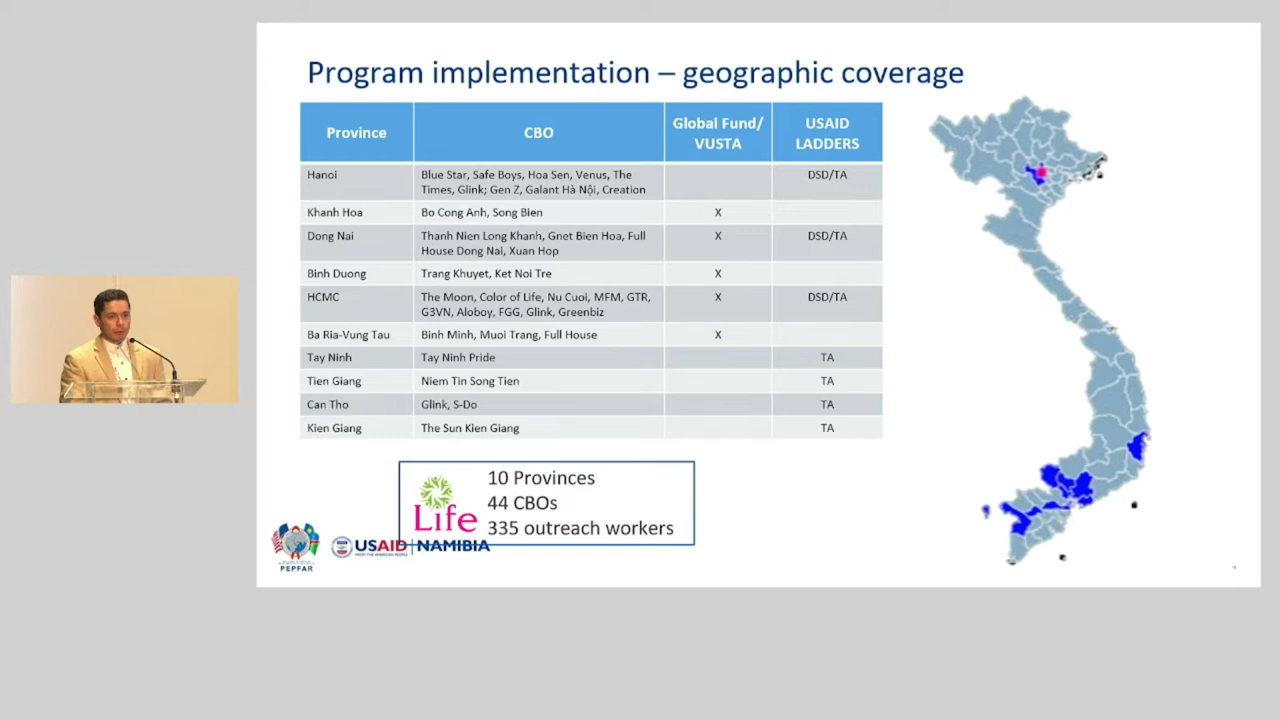 Program implementation – geographic coverage
Province CBO Global Fund/ VUSTA USAID LADDERS
Hanoi Blue Star, Safe Boys, Hoa Sen, Venus, The DSD/TA
Times, Glink; Gen Z, Galant Hà Nội, Creation
Khanh Hoa Bo Cong Anh, Song Bien X
Dong Nai Thanh Nien Long Khanh, Gnet Bien Hoa, Full X DSD/TA
House Dong Nai, Xuan Hop
Binh Duong Trang Khuyet, Ket Noi Tre X
HCMC The Moon, Color of Life, Nu Cuoi, MFM, GTR, X DSD/TA
G3VN, Aloboy, FGG, Glink, Greenbiz
Ba Ria-Vung Tau Binh Minh, Muoi Trang, Full House X
Tay Ninh Tay Ninh Pride TA
Tien Giang Niem Tin Song Tien TA
Can Tho Glink, S-Do TA
Kien Giang The Sun Kien Giang TA
Life
10 Provinces
44 CBOs
335 outreach workers
PEPFAR
USAID NAMIBIA
FROM THE AMERICAN PEOPLE